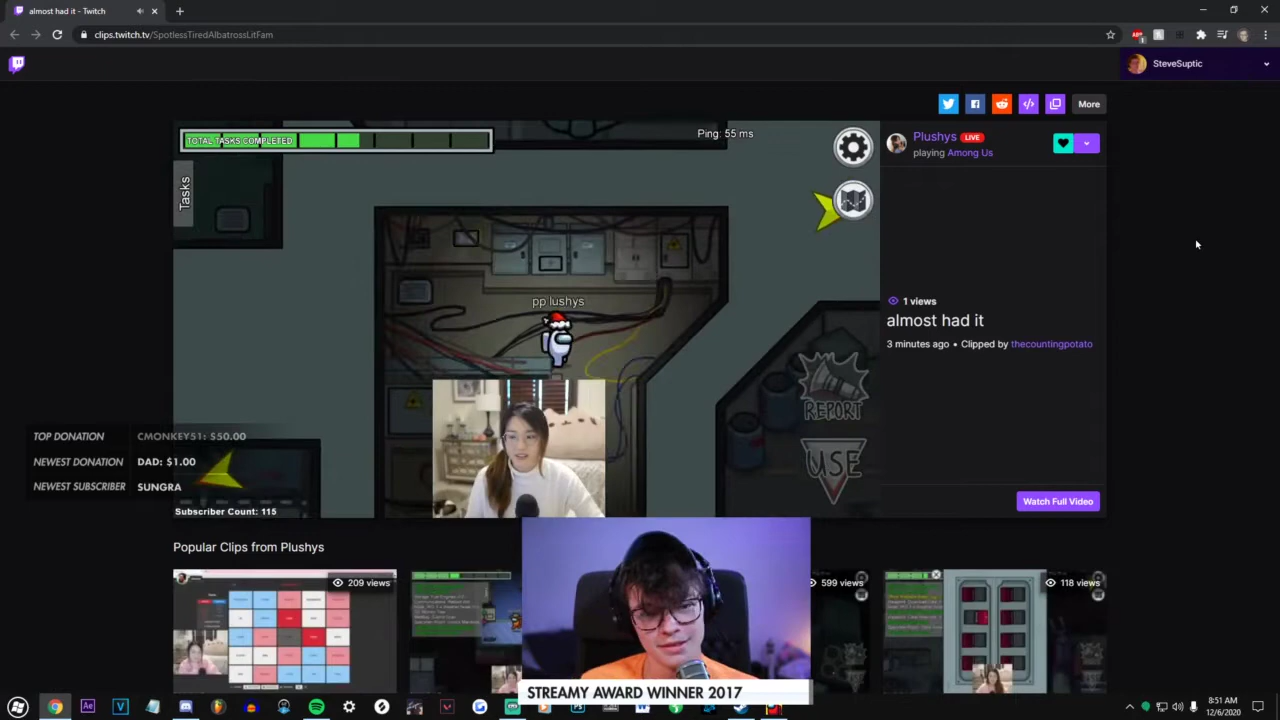 almost had it - Twitch
clips.twitch.tv/SpotlessTiredAlbatrossLitFam
SteveSuptic
More
TOTAL TASKS COMPLETED
Ping: 55 ms
Tasks
Plushys LIVE
playing Among Us
pp lushys
1 views
almost had it
3 minutes ago • Clipped by thecountingpotato
REPORT
USE
TOP DONATION CMONKEY51: $50.00
NEWEST DONATION DAD: $1.00
NEWEST SUBSCRIBER SUNGRA
Subscriber Count: 115
Watch Full Video
Popular Clips from Plushys
209 views
599 views
118 views
STREAMY AWARD WINNER 2017
8:51 AM
12/6/2020